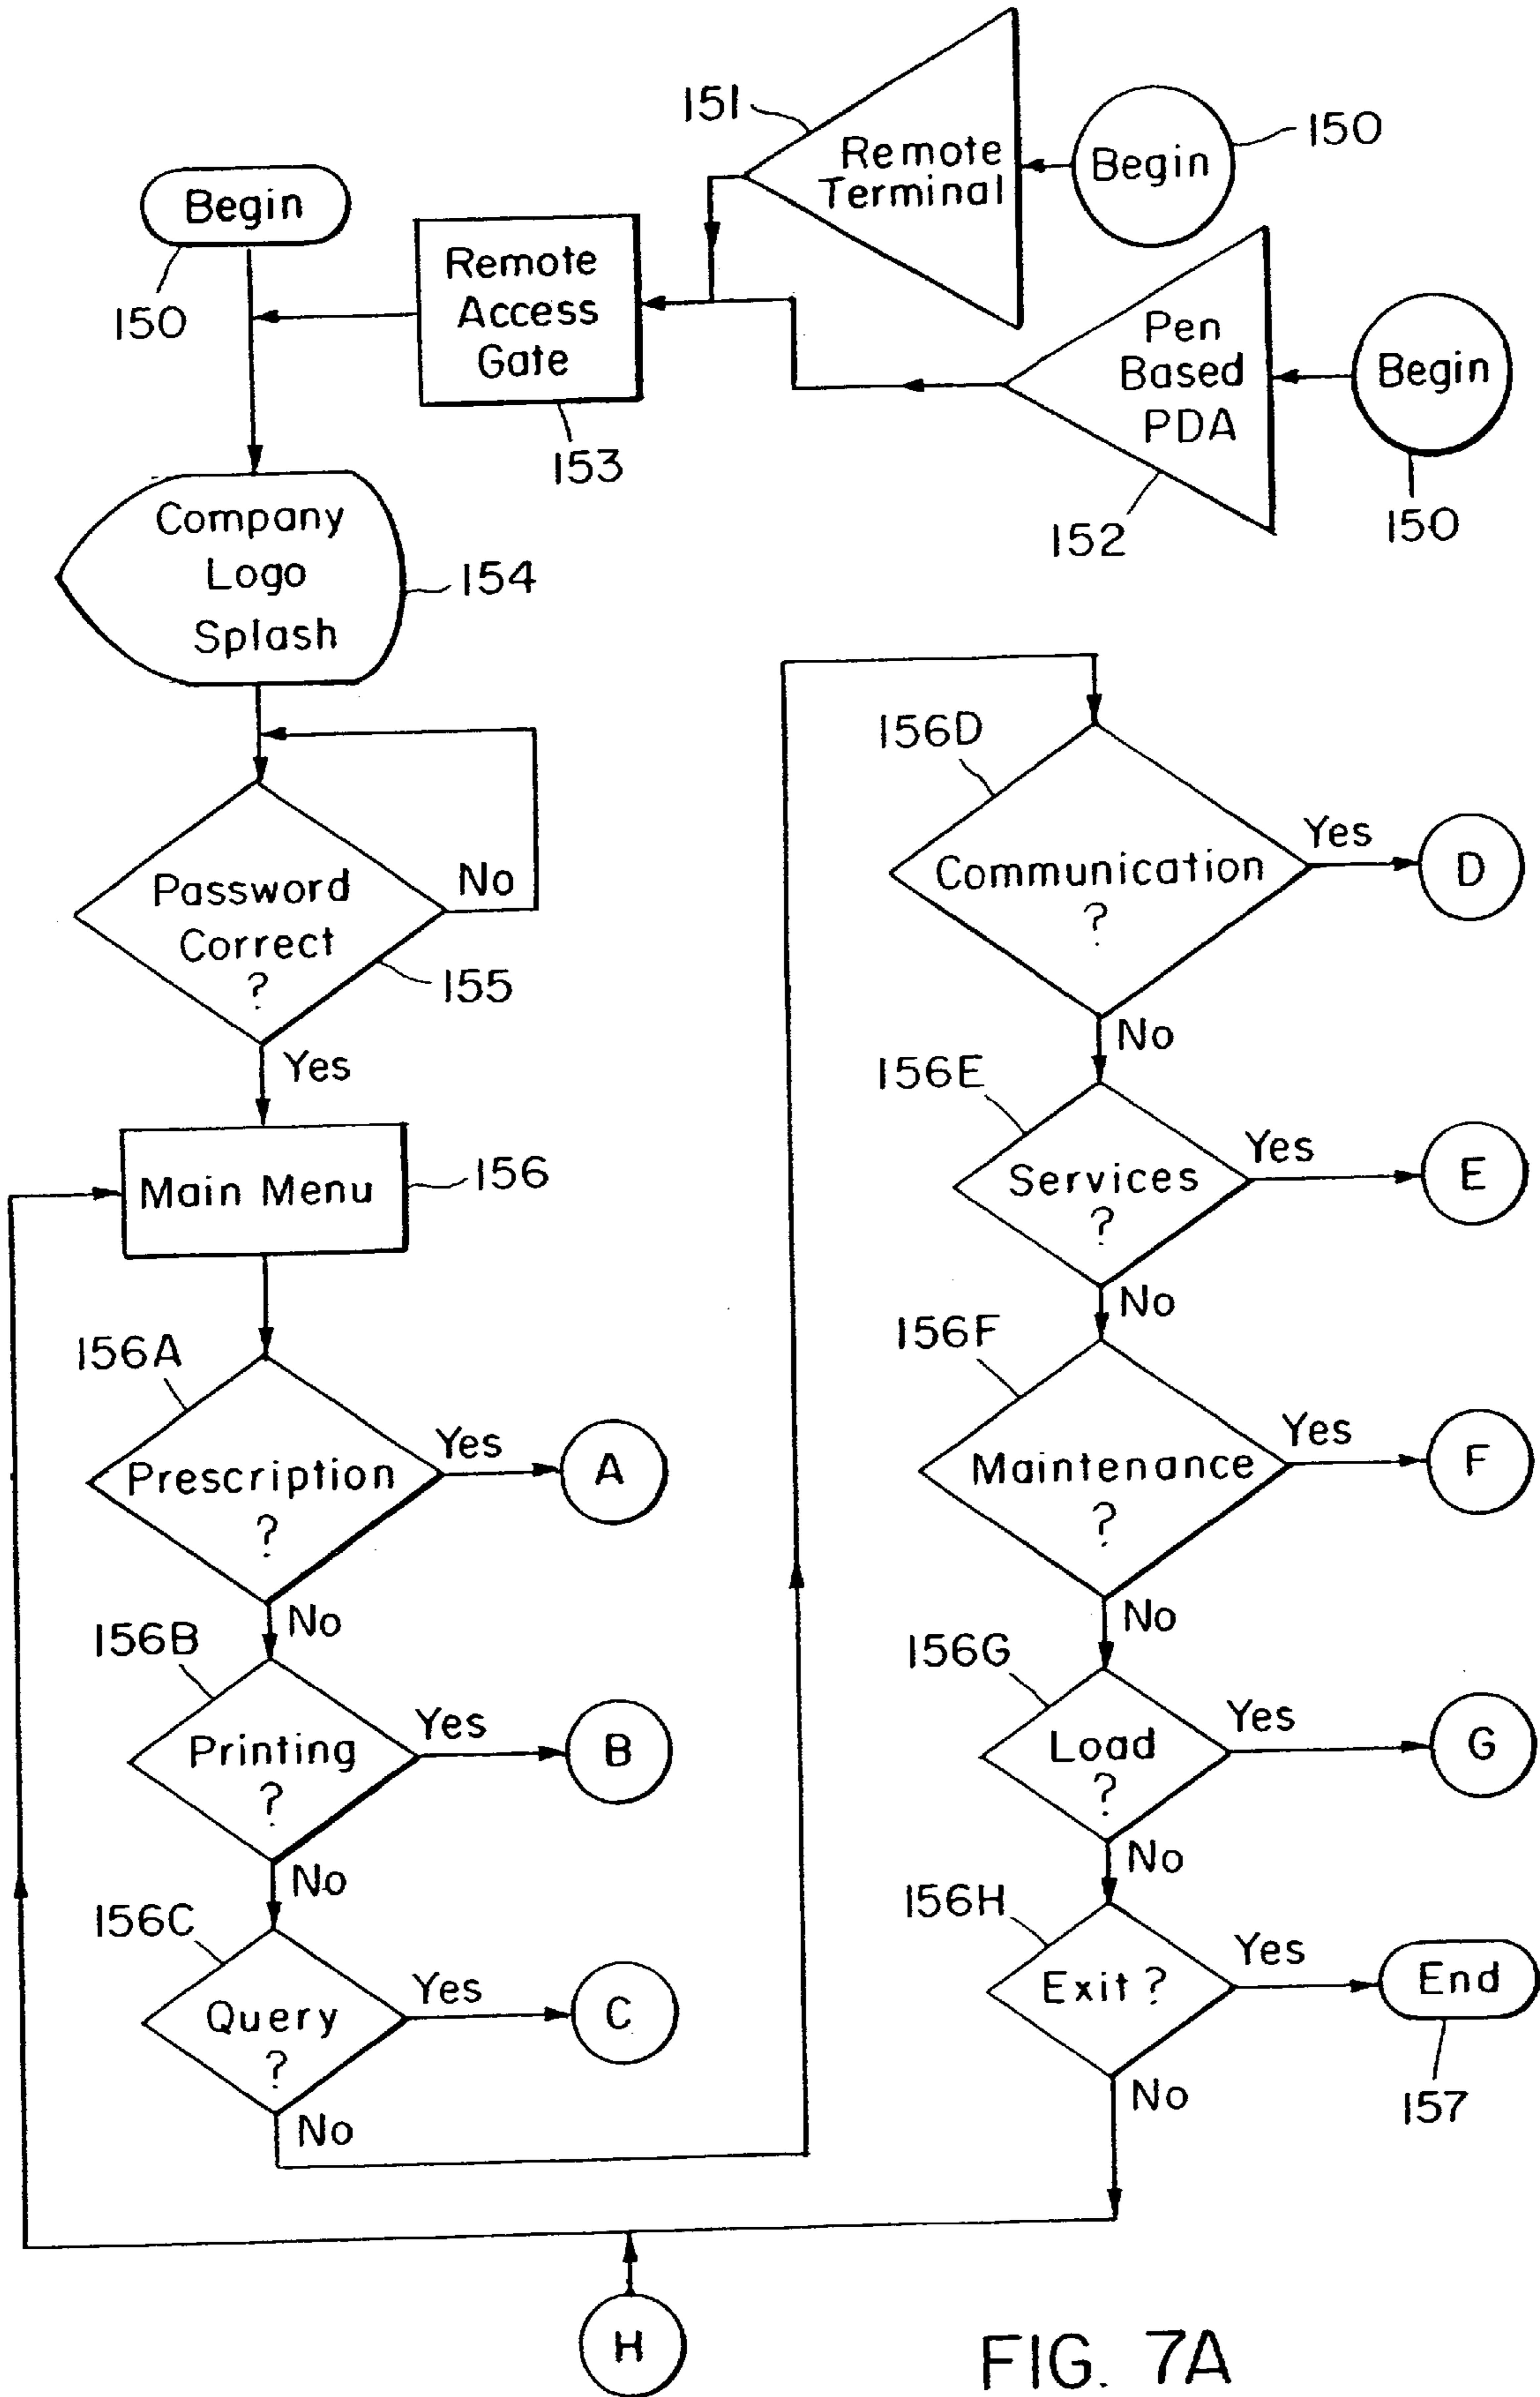 151
Remote
Terminal
Begin
150
Begin
150
Remote
Access
Gate
153
Pen
Based
PDA
152
Begin
150
Company
Logo
Splash
154
Password
Correct
?
No
155
Yes
Main Menu
156
156A
Prescription
?
Yes
A
No
156B
Printing
?
Yes
B
No
156C
Query
?
Yes
C
No
156D
Communication
?
Yes
D
No
156E
Services
?
Yes
E
No
156F
Maintenance
?
Yes
F
No
156G
Load
?
Yes
G
No
156H
Exit ?
Yes
End
157
No
H
FIG. 7A